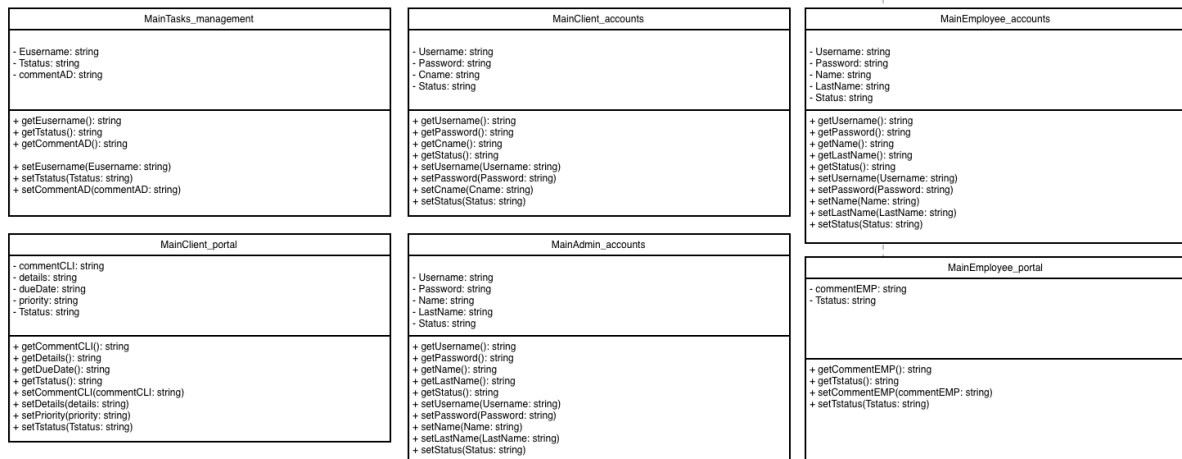 MainTasks_management
- Eusername: string
- Tstatus: string
- commentAD: string
+ getEusername(): string
+ getTstatus(): string
+ getCommentAD(): string
+ setEusername(Eusername: string)
+ setTstatus(Tstatus: string)
+ setCommentAD(commentAD: string)
MainClient_accounts
- Username: string
- Password: string
- Cname: string
- Status: string
+ getUsername(): string
+ getPassword(): string
+ getCname(): string
+ getStatus(): string
+ setUsername(Username: string)
+ setPassword(Password: string)
+ setCname(Cname: string)
+ setStatus(Status: string)
MainEmployee_accounts
- Username: string
- Password: string
- Name: string
- LastName: string
- Status: string
+ getUsername(): string
+ getPassword(): string
+ getName(): string
+ getLastName(): string
+ getStatus(): string
+ setUsername(Username: string)
+ setPassword(Password: string)
+ setName(Name: string)
+ setLastName(LastName: string)
+ setStatus(Status: string)
MainClient_portal
- commentCLI: string
- details: string
- dueDate: string
- priority: string
- Tstatus: string
+ getCommentCLI(): string
+ getDetails(): string
+ getDueDate(): string
+ getTstatus(): string
+ setCommentCLI(commentCLI: string)
+ setDetails(details: string)
+ setPriority(priority: string)
+ setTstatus(Tstatus: string)
MainAdmin_accounts
- Username: string
- Password: string
- Name: string
- LastName: string
- Status: string
+ getUsername(): string
+ getPassword(): string
+ getName(): string
+ getLastName(): string
+ getStatus(): string
+ setUsername(Username: string)
+ setPassword(Password: string)
+ setName(Name: string)
+ setLastName(LastName: string)
+ setStatus(Status: string)
MainEmployee_portal
- commentEMP: string
- Tstatus: string
+ getCommentEMP(): string
+ getTstatus(): string
+ setCommentEMP(commentEMP: string)
+ setTstatus(Tstatus: string)